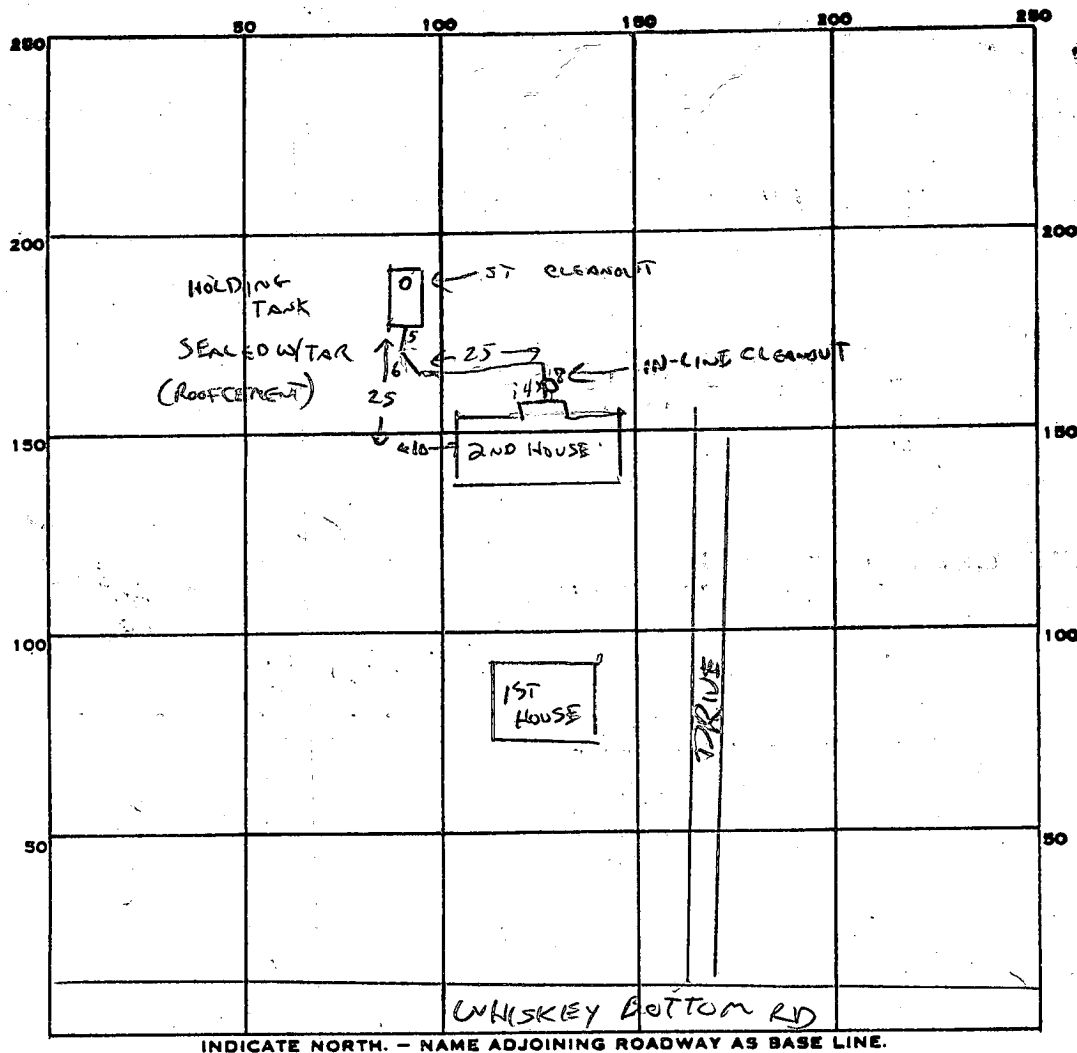 50 100 150 200 250
250
200 200
HOLDING TANK
ST CLEANOUT
SEALED W/TAR
(ROOFCEMENT)
5
6
25
25
IN-LINE CLEANOUT
14 8
150 150
2ND HOUSE
100 100
1ST HOUSE
DRIVE
50 50
WHISKEY BOTTOM RD
INDICATE NORTH. — NAME ADJOINING ROADWAY AS BASE LINE.